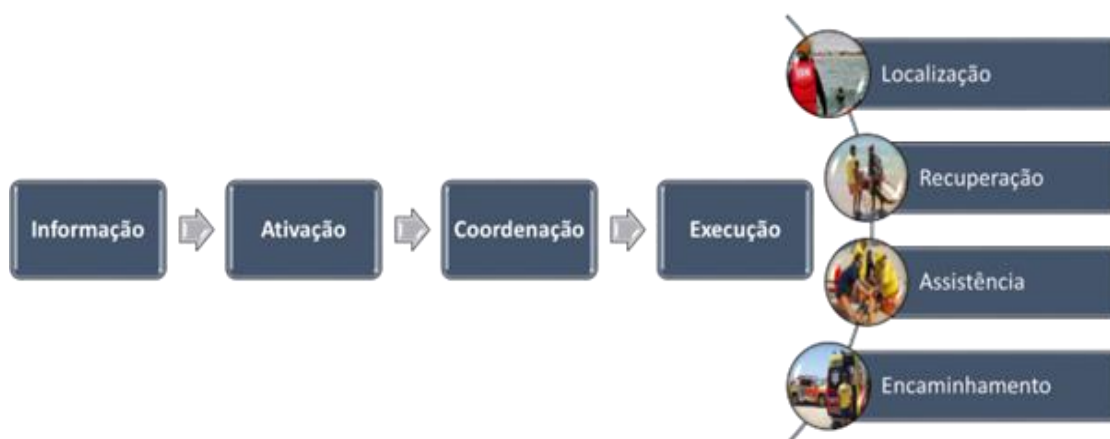 Informação
Ativação
Coordenação
Execução
Localização
Recuperação
Assistência
Encaminhamento